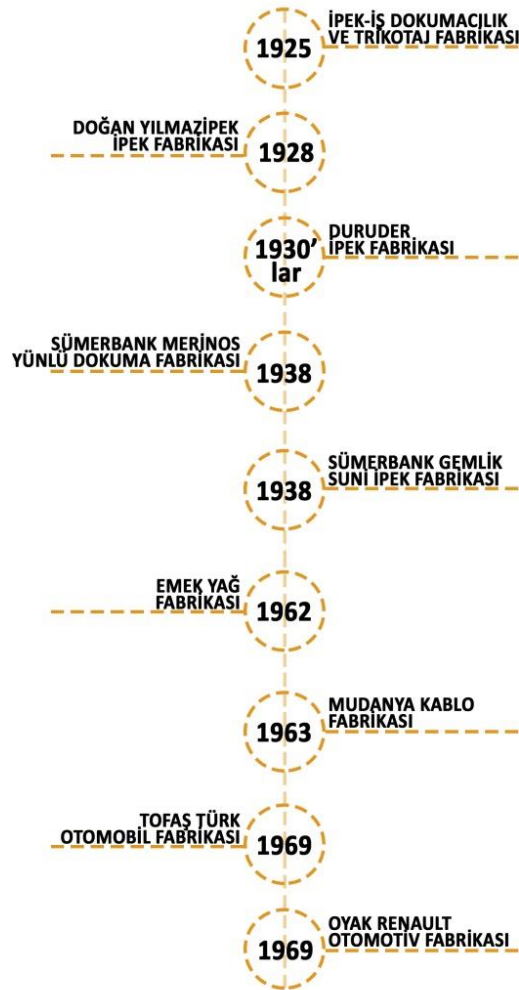 1925
İPEK-İŞ DOKUMACILIK
VE TRİKOTAJ FABRİKASI
DOĞAN YILMAZİPEK
İPEK FABRİKASI
1928
1930’
lar
DURUDER
İPEK FABRİKASI
SÜMERBANK MERİNOS
YÜNLÜ DOKUMA FABRİKASI
1938
1938
SÜMERBANK GEMLİK
SUNİ İPEK FABRİKASI
EMEK YAĞ
FABRİKASI
1962
1963
MUDANYA KABLO
FABRİKASI
TOFAŞ TÜRK
OTOMOBİL FABRİKASI
1969
1969
OYAK RENAULT
OTOMOTİV FABRİKASI